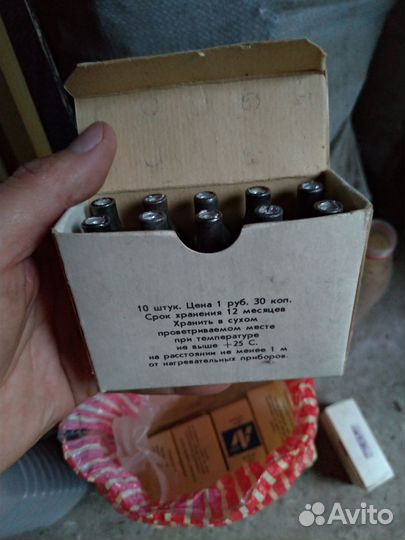 10 штук. Цена 1 руб. 30 коп.
Срок хранения 12 месяцев
Хранить в сухом
проветриваемом месте
при температуре
не выше +25 С.
на расстоянии не менее 1 м
от нагревательных приборов.
Avito